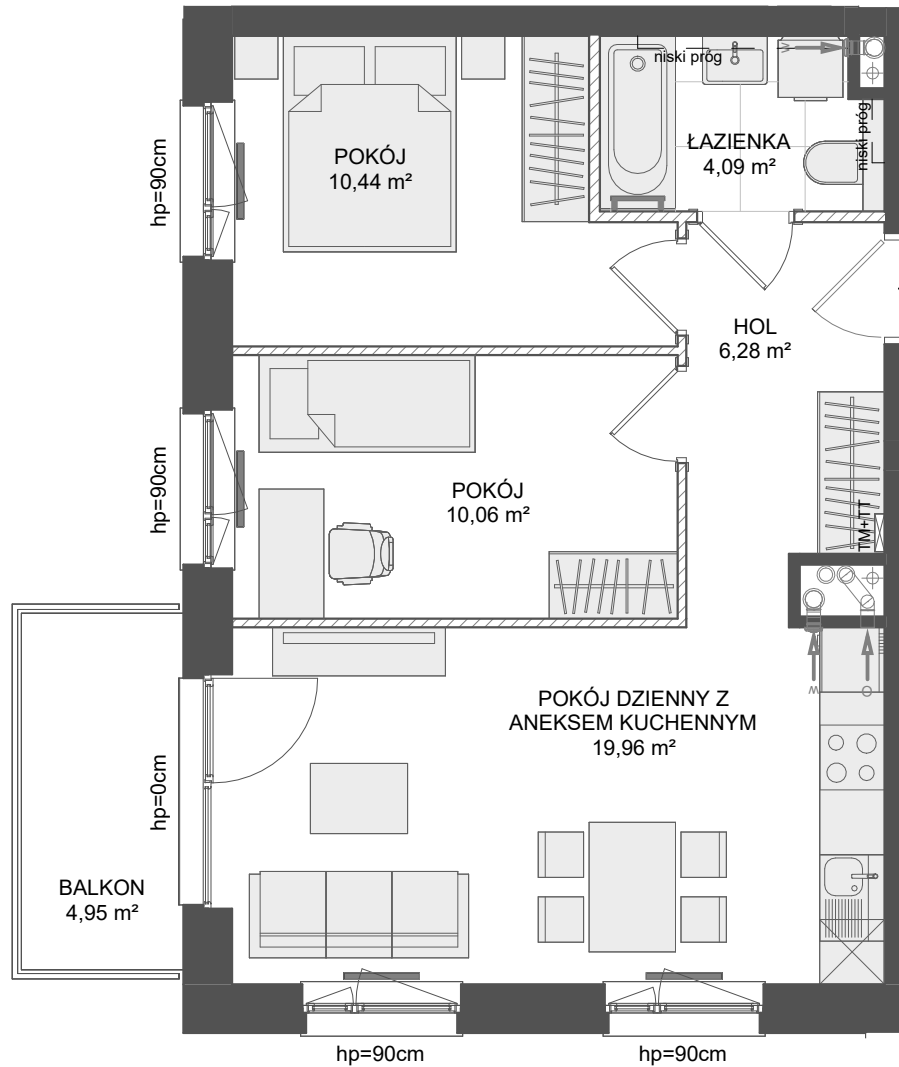 niski próg
W
POKÓJ
10,44 m²
ŁAZIENKA
4,09 m²
niski próg
hp=90cm
HOL
6,28 m²
POKÓJ
10,06 m²
hp=90cm
TM+TT
W
O
POKÓJ DZIENNY Z
ANEKSEM KUCHENNYM
19,96 m²
hp=0cm
BALKON
4,95 m²
hp=90cm
hp=90cm